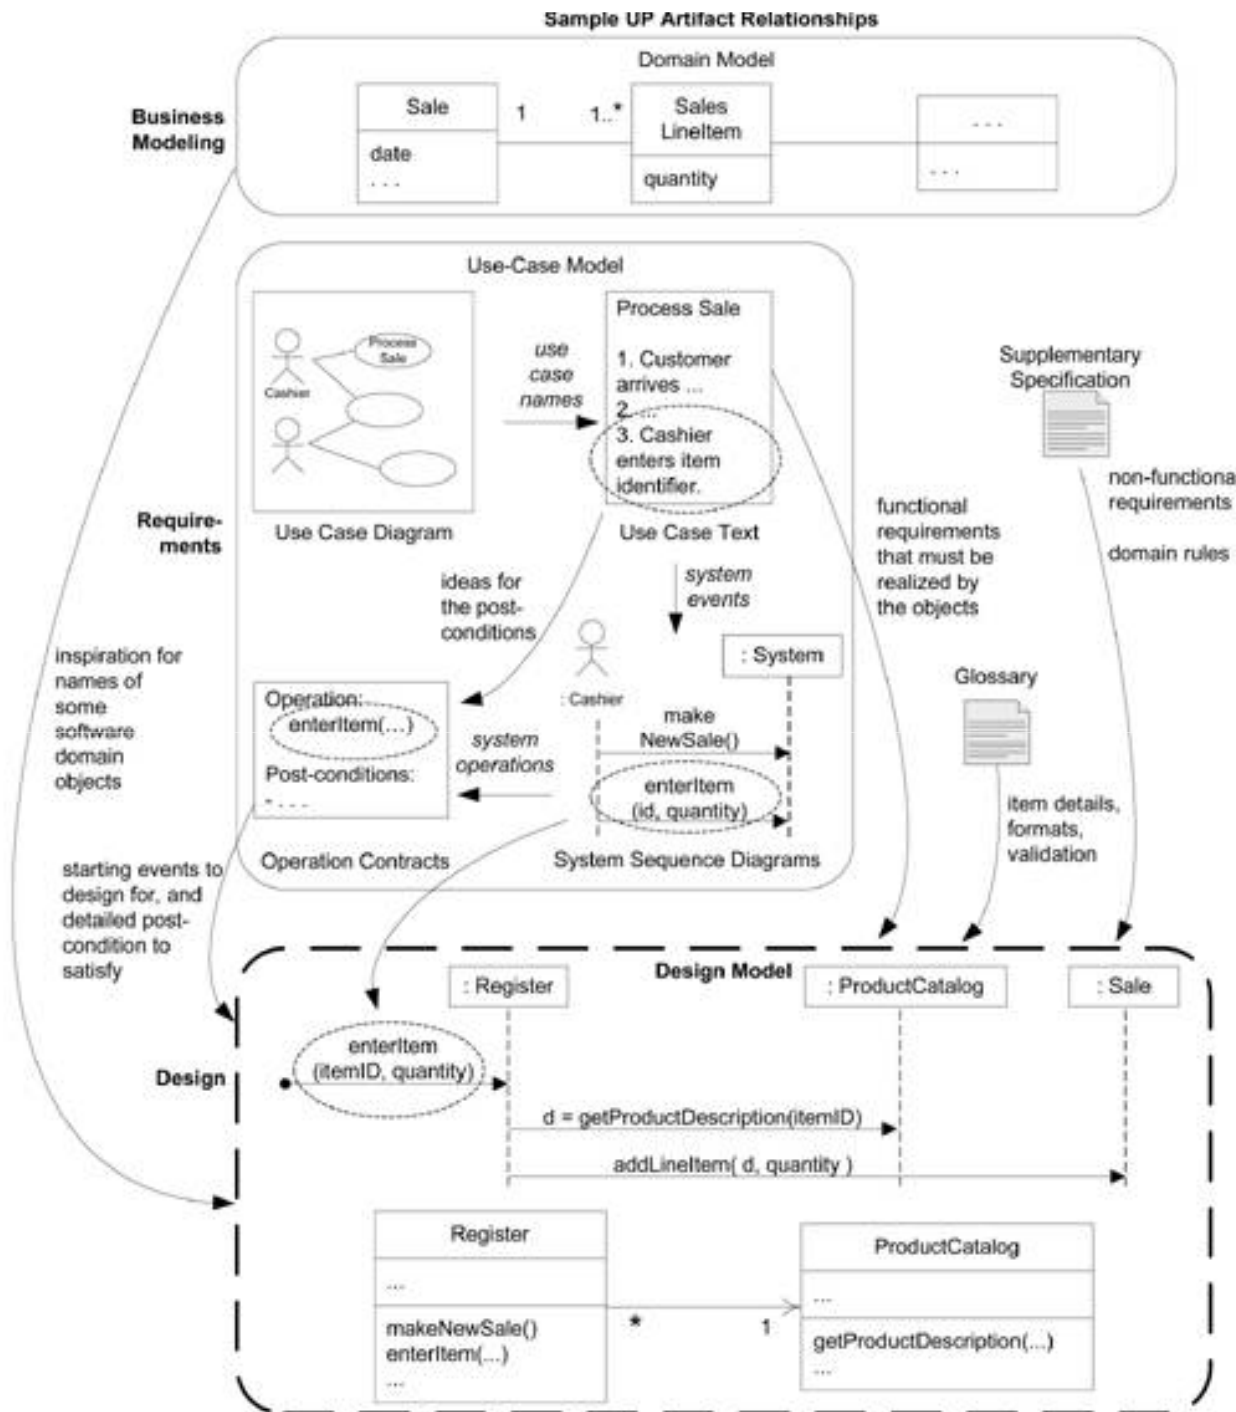 Sample UP Artifact Relationships
Domain Model
Business
Modeling
Sale
date
. . .
1
1..*
Sales
LineItem
quantity
. . .
. . .
Use-Case Model
Process
Sale
Cashier
Use Case Diagram
use
case
names
Process Sale
1. Customer
arrives ...
2. ...
3. Cashier
enters item
identifier.
Use Case Text
Require-
ments
Supplementary
Specification
non-functiona
requirements
domain rules
functional
requirements
that must be
realized by
the objects
ideas for
the post-
conditions
system
events
inspiration for
names of
some
software
domain
objects
Operation:
enterItem(…)
Post-conditions:
- . . .
Operation Contracts
system
operations
: Cashier
: System
make
NewSale()
enterItem
(id, quantity)
System Sequence Diagrams
Glossary
item details,
formats,
validation
starting events to
design for, and
detailed post-
condition to
satisfy
Design Model
Design
: Register
: ProductCatalog
: Sale
enterItem
(itemID, quantity)
d = getProductDescription(itemID)
addLineItem( d, quantity )
Register
...
makeNewSale()
enterItem(...)
...
*
1
ProductCatalog
...
getProductDescription(...)
...